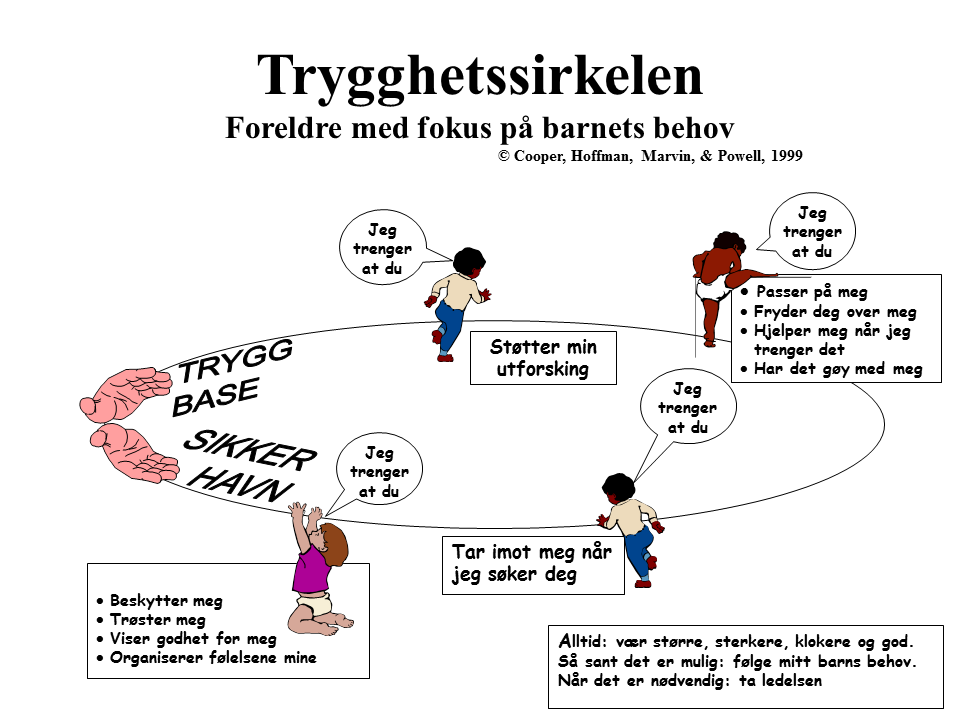 Trygghetssirkelen
Foreldre med fokus på barnets behov
© Cooper, Hoffman, Marvin, & Powell, 1999
Jeg
trenger
at du
Støtter min
utforsking
Jeg
trenger
at du
• Passer på meg
• Fryder deg over meg
• Hjelper meg når jeg
trenger det
• Har det gøy med meg
TRYGG
BASE
SIKKER
HAVN
Jeg
trenger
at du
Tar imot meg når
jeg søker deg
Jeg
trenger
at du
• Beskytter meg
• Trøster meg
• Viser godhet for meg
• Organiserer følelsene mine
Alltid: vær større, sterkere, klokere og god.
Så sant det er mulig: følge mitt barns behov.
Når det er nødvendig: ta ledelsen